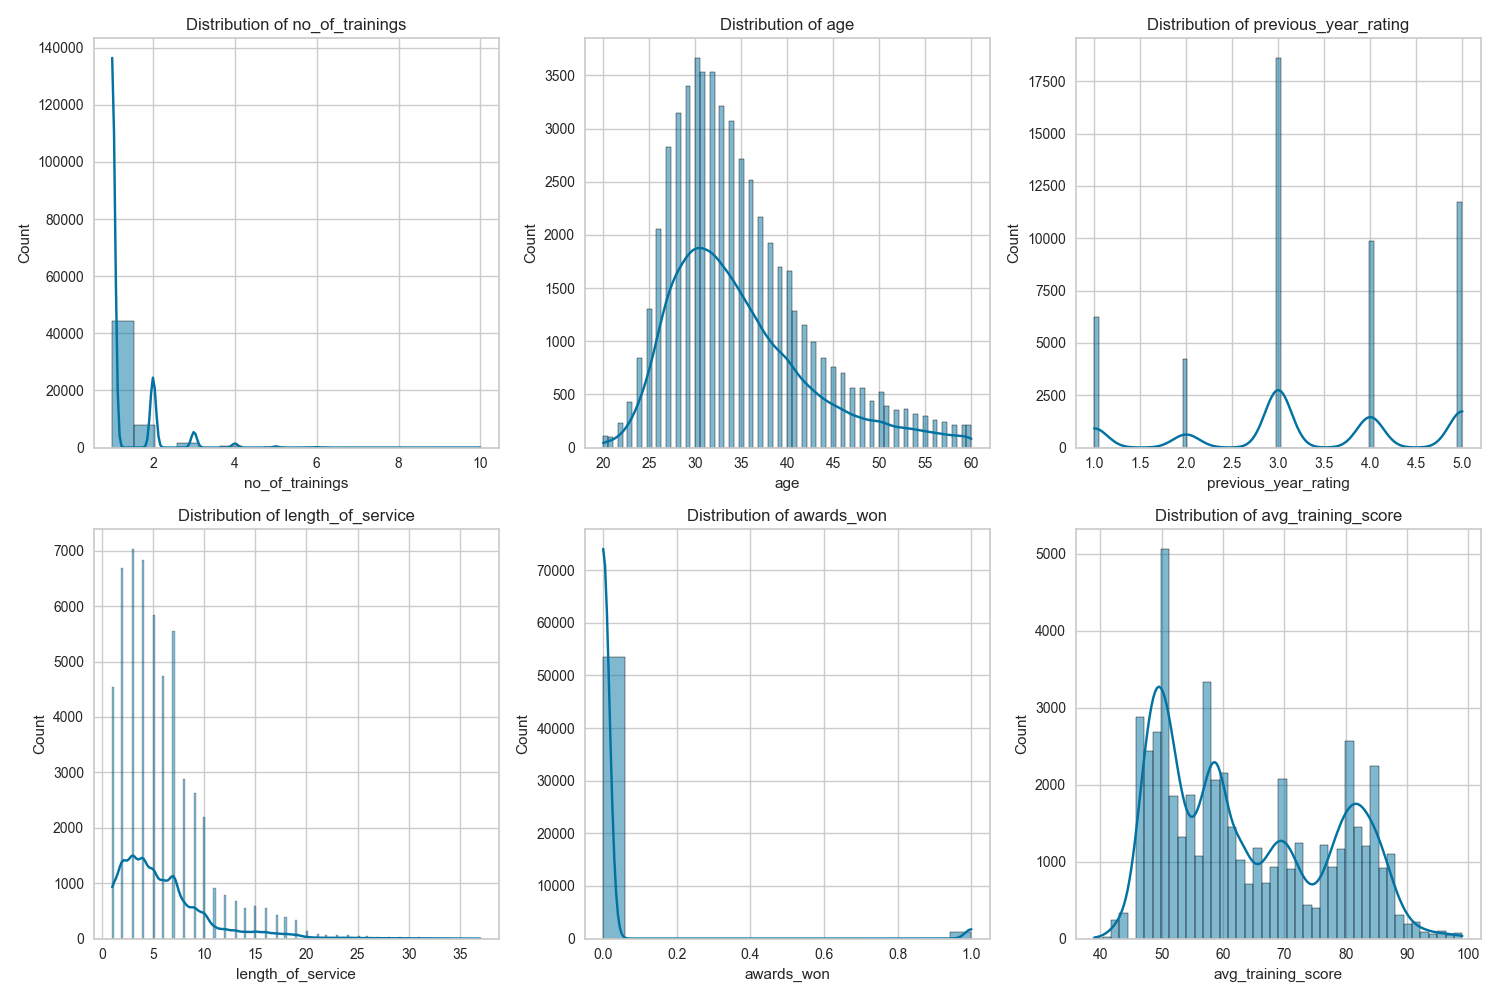 Distribution of no_of_trainings
140000
120000
100000
80000
60000
40000
20000
0
Count
2 4 6 8 10
no_of_trainings
Distribution of age
3500
3000
2500
2000
1500
1000
500
0
Count
20 25 30 35 40 45 50 55 60
age
Distribution of previous_year_rating
17500
15000
12500
10000
7500
5000
2500
0
Count
1.0 1.5 2.0 2.5 3.0 3.5 4.0 4.5 5.0
previous_year_rating
Distribution of length_of_service
7000
6000
5000
4000
3000
2000
1000
0
Count
0 5 10 15 20 25 30 35
length_of_service
Distribution of awards_won
70000
60000
50000
40000
30000
20000
10000
0
Count
0.0 0.2 0.4 0.6 0.8 1.0
awards_won
Distribution of avg_training_score
5000
4000
3000
2000
1000
0
Count
40 50 60 70 80 90 100
avg_training_score